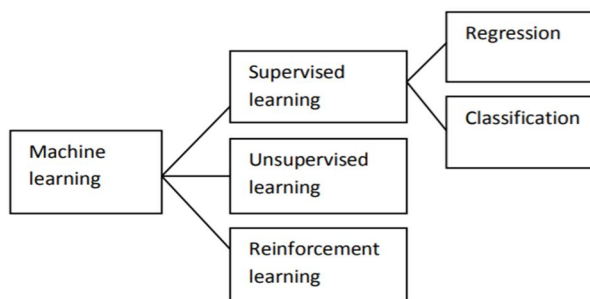 Machine
learning
Supervised
learning
Unsupervised
learning
Reinforcement
learning
Regression
Classification